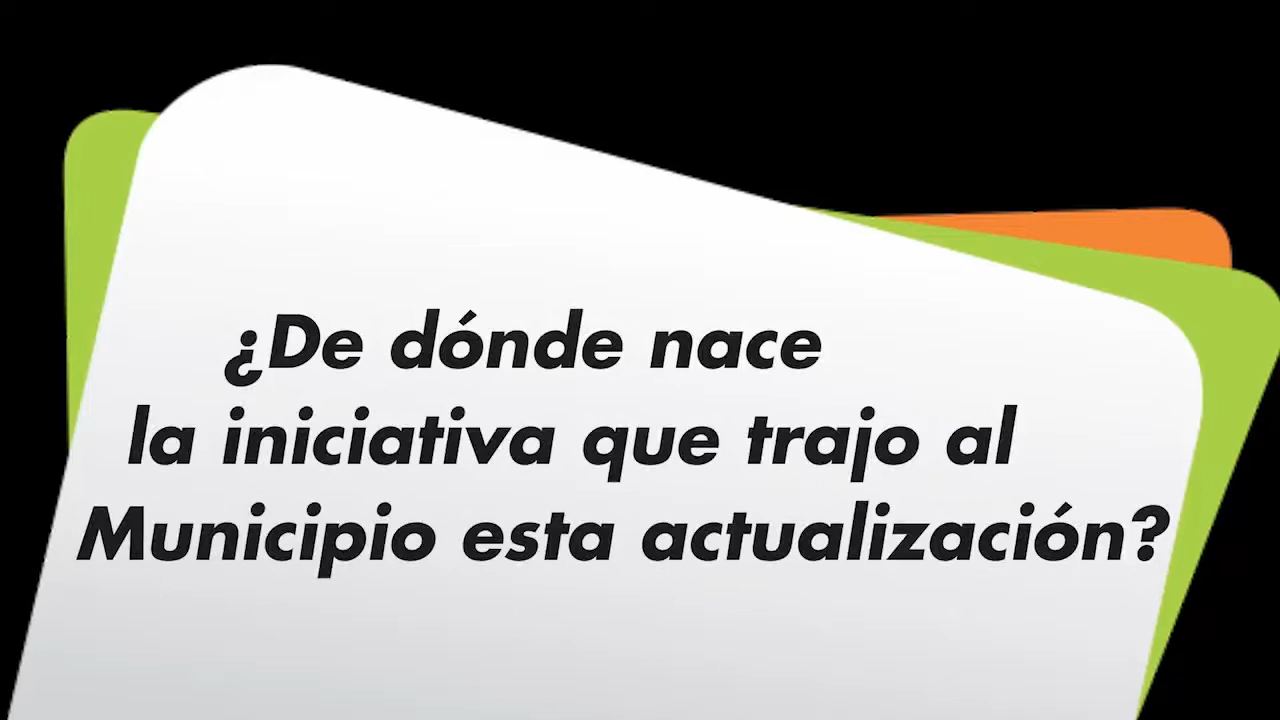 ¿De dónde nace
la iniciativa que trajo al
Municipio esta actualización?